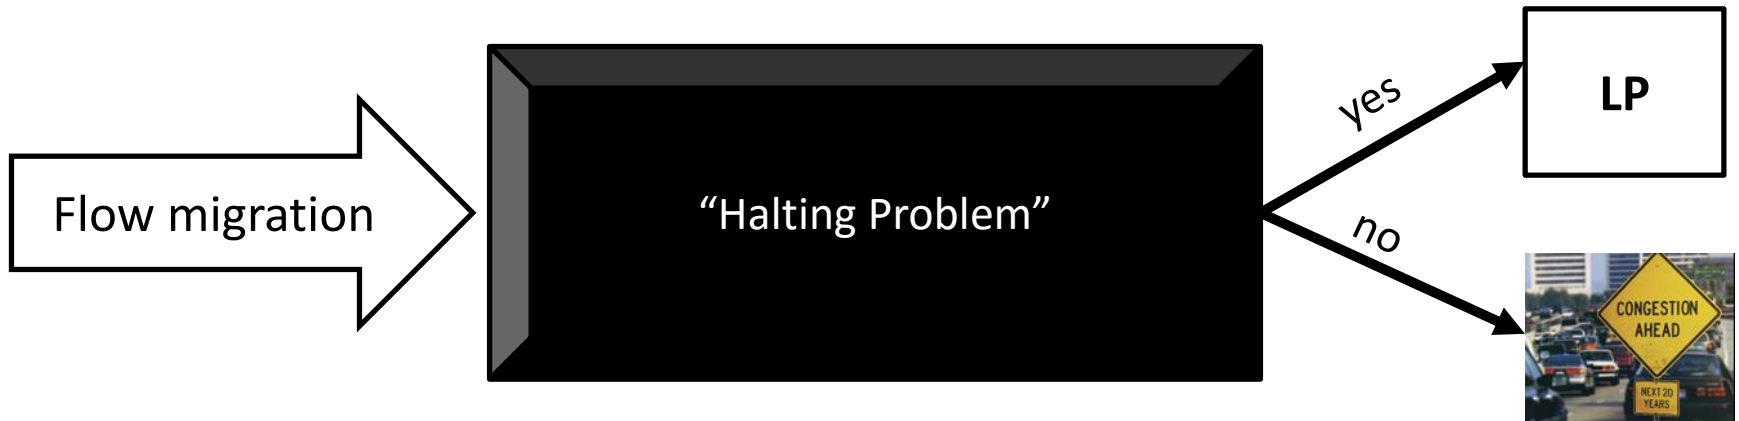 Flow migration
“Halting Problem”
yes
no
LP
CONGESTION
AHEAD
NEXT 20
YEARS